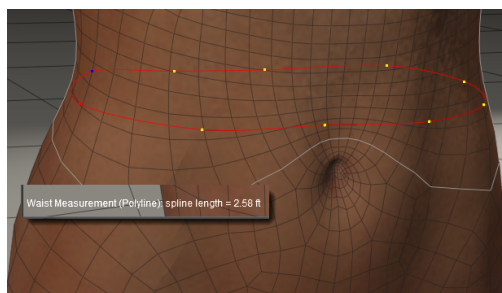 Waist Measurement (Polyline): spline length = 2.58 ft